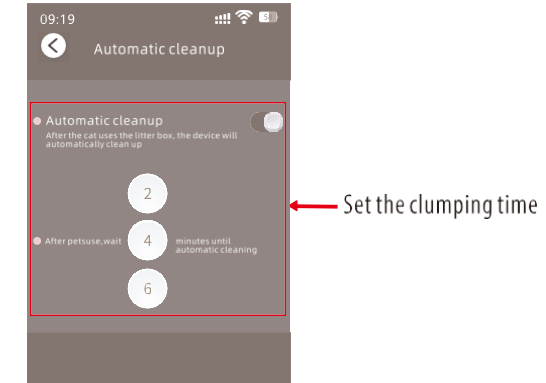 09:19
Automatic cleanup
Automatic cleanup
After the cat uses the litter box, the device will
automatically clean up
2
After petsuse,wait 4 minutes until
automatic cleaning
6
Set the clumping time